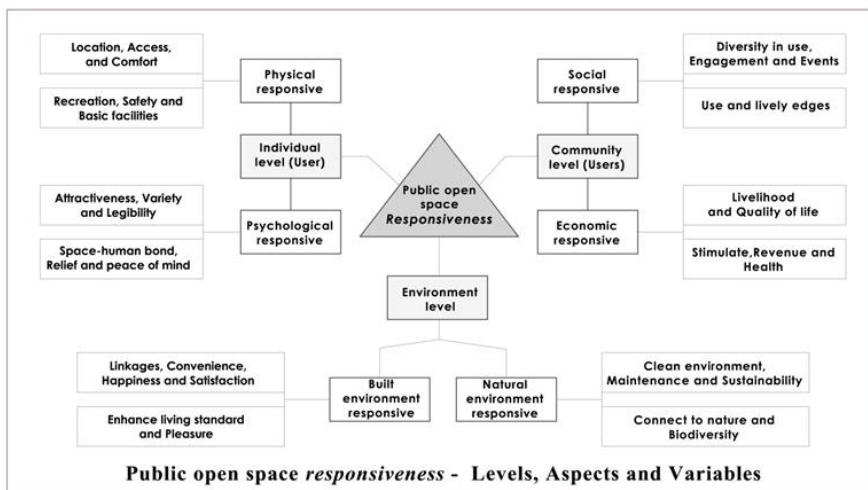 Location, Access,
and Comfort
Recreation, Safety and
Basic facilities
Physical
responsive
Individual
level (User)
Psychological
responsive
Attractiveness, Variety
and Legibility
Space-human bond,
Relief and peace of mind
Public open
space
Responsiveness
Social
responsive
Community
level (Users)
Economic
responsive
Diversity in use,
Engagement and Events
Use and lively edges
Livelihood
and Quality of life
Stimulate,Revenue and
Health
Environment
level
Linkages, Convenience,
Happiness and Satisfaction
Enhance living standard
and Pleasure
Built
environment
responsive
Natural
environment
responsive
Clean environment,
Maintenance and Sustainability
Connect to nature and
Biodiversity
Public open space responsiveness - Levels, Aspects and Variables